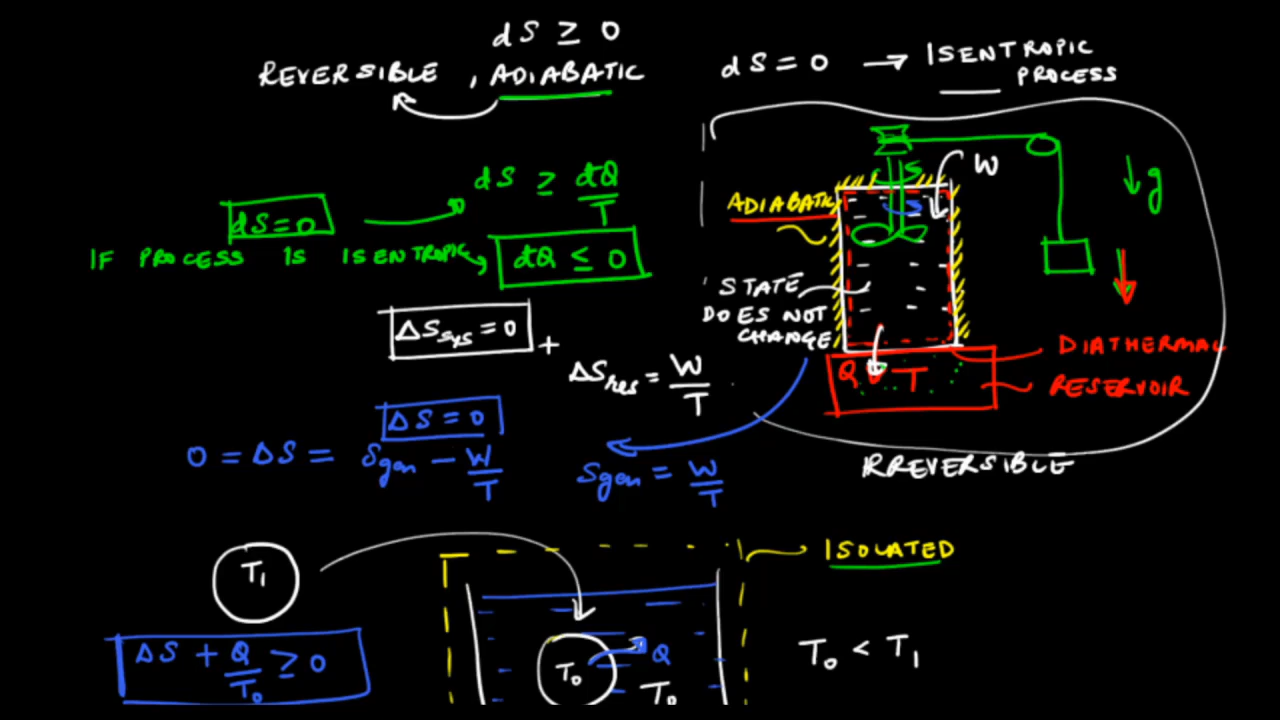 dS ≥ 0
REVERSIBLE , ADIABATIC
dS = 0 → ISENTROPIC
PROCESS
W
S
S
g
ADIABATIC
dS ≥ đQ/T
dS=0
IF PROCESS IS ISENTROPIC
đQ ≤ 0
STATE
DOES NOT
CHANGE
ΔSsys = 0
+
ΔSres = W/T
Q T
DIATHERMAL
RESERVOIR
ΔS = 0
0 = ΔS = Sgen - W/T
Sgen = W/T
IRREVERSIBLE
ISOLATED
T1
ΔS + Q/T0 ≥ 0
T0
Q
T0
T0 < T1